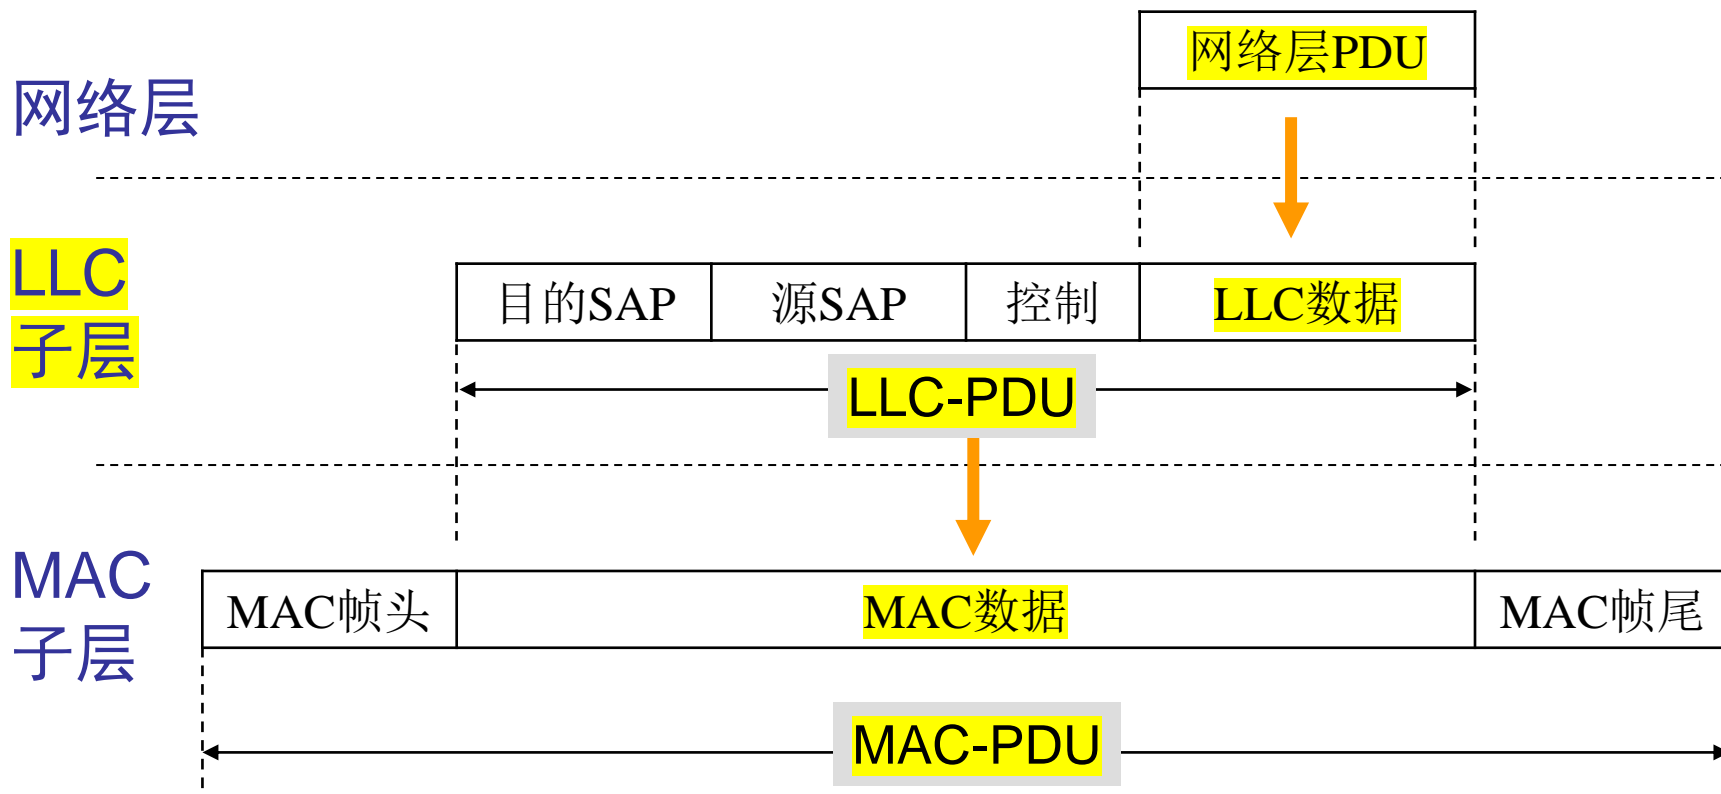 网络层PDU
网络层
LLC
子层
目的SAP
源SAP
控制
LLC数据
LLC-PDU
MAC
子层
MAC帧头
MAC数据
MAC帧尾
MAC-PDU